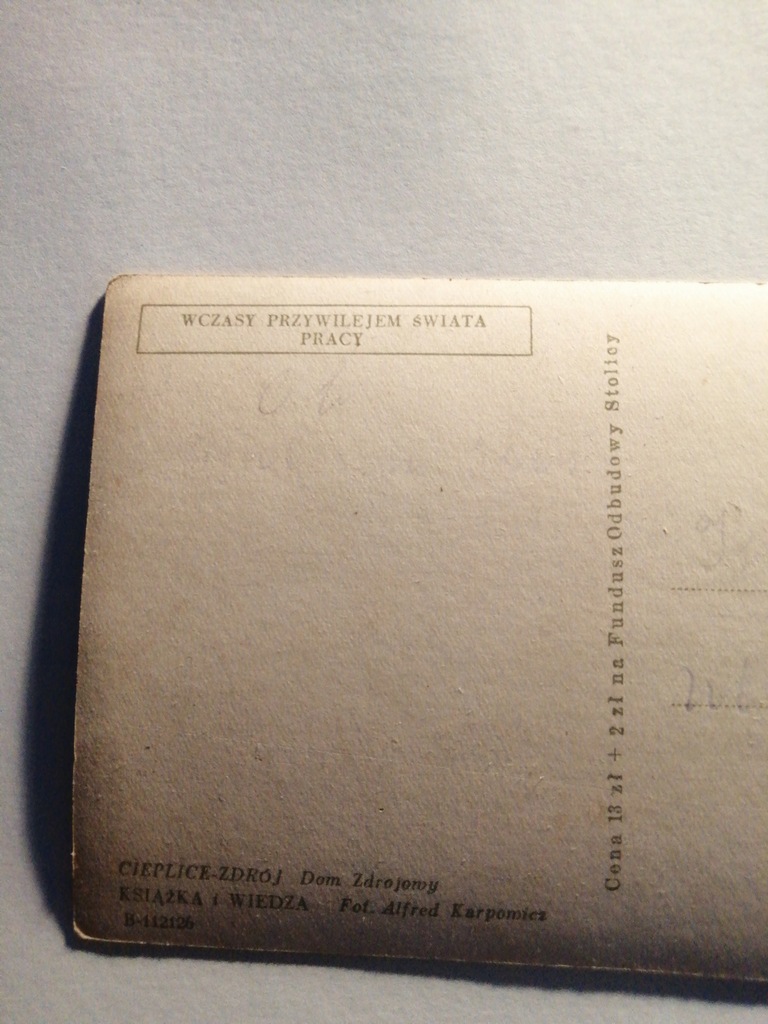 WCZASY PRZYWILEJEM ŚWIATA
PRACY
Cena 13 zł + 2 zł na Fundusz Odbudowy Stolicy
CIEPLICE-ZDRÓJ Dom Zdrojowy
KSIĄŻKA i WIEDZA Fot. Alfred Karpowicz
B-112126